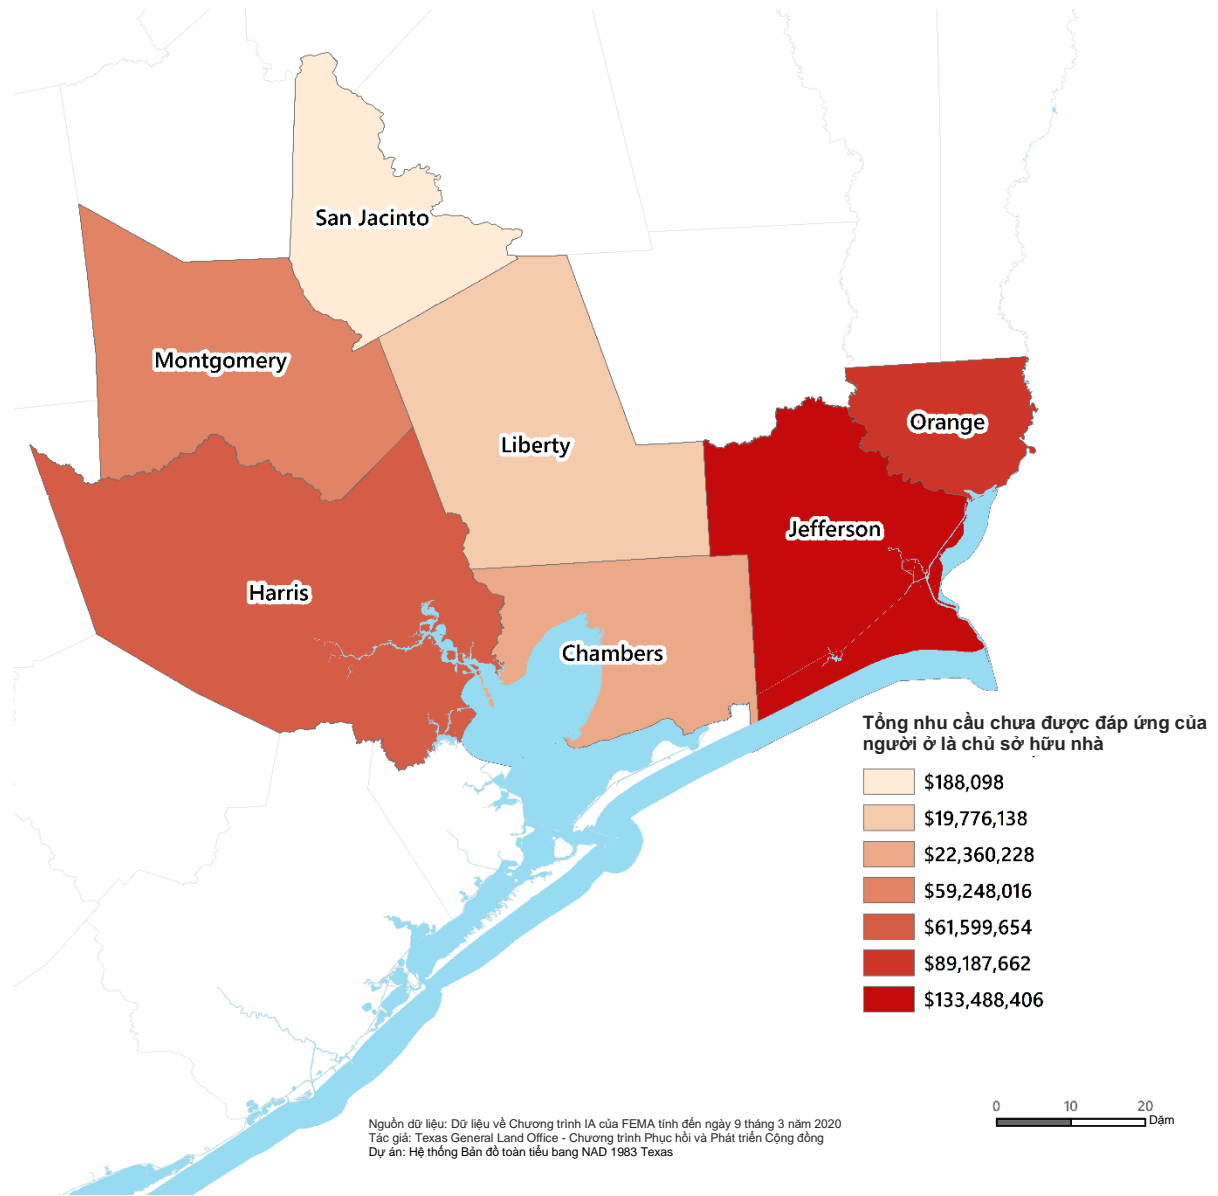 San Jacinto
Montgomery
Orange
Liberty
Jefferson
Harris
Chambers
Tổng nhu cầu chưa được đáp ứng của
người ở là chủ sở hữu nhà
$188,098
$19,776,138
$22,360,228
$59,248,016
$61,599,654
$89,187,662
$133,488,406
0 10 20
Dặm
Nguồn dữ liệu: Dữ liệu về Chương trình IA của FEMA tính đến ngày 9 tháng 3 năm 2020
Tác giả: Texas General Land Office - Chương trình Phục hồi và Phát triển Cộng đồng
Dự án: Hệ thống Bản đồ toàn tiểu bang NAD 1983 Texas